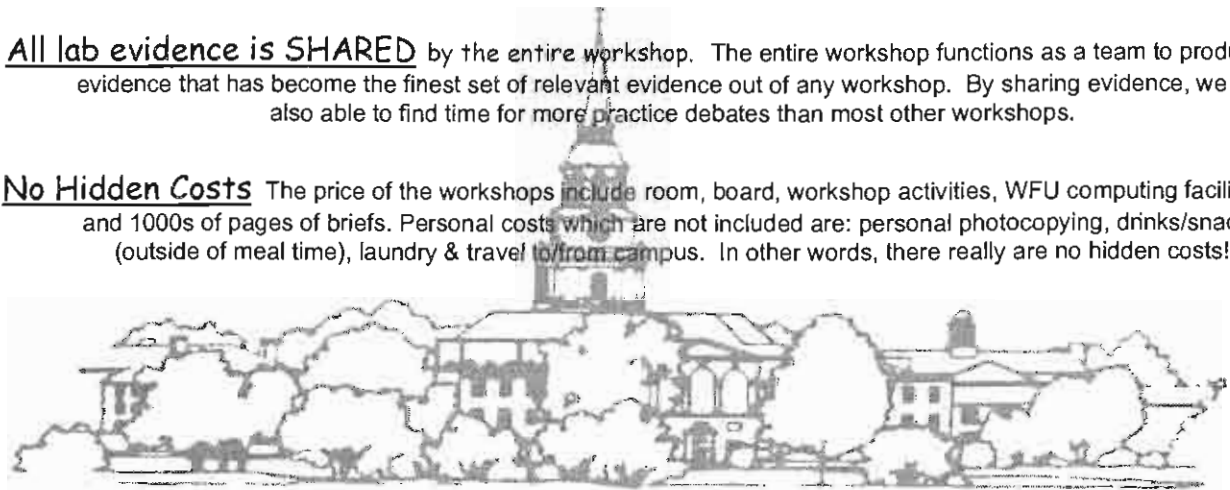 All lab evidence is SHARED by the entire workshop. The entire workshop functions as a team to produ
evidence that has become the finest set of relevant evidence out of any workshop. By sharing evidence, we
also able to find time for more practice debates than most other workshops.
No Hidden Costs The price of the workshops include room, board, workshop activities, WFU computing facili
and 1000s of pages of briefs. Personal costs which are not included are: personal photocopying, drinks/snac
(outside of meal time), laundry & travel to/from campus. In other words, there really are no hidden costs!